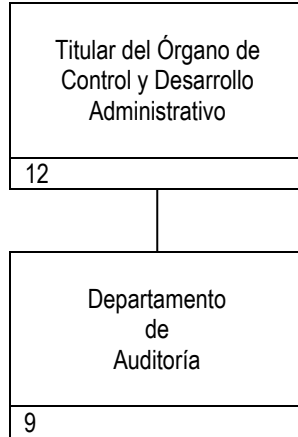 Titular del Órgano de
Control y Desarrollo
Administrativo
12
Departamento
de
Auditoría
9